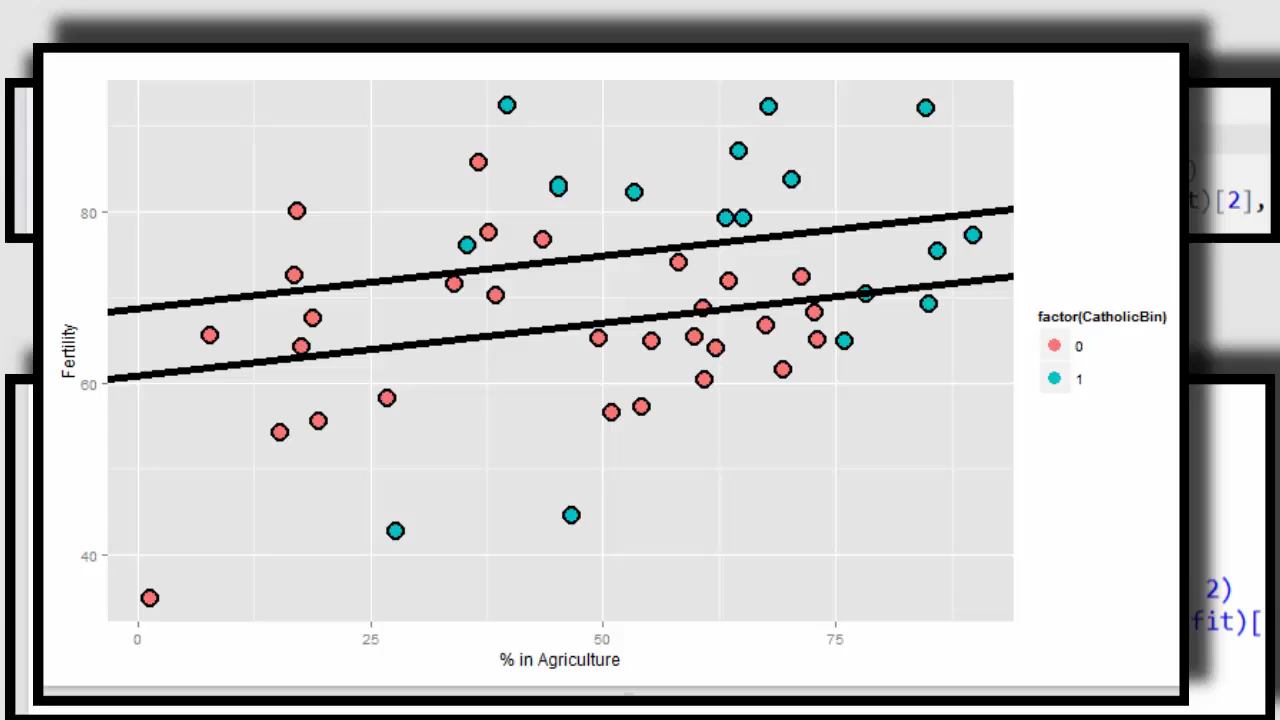 80
60
40
Fertility
0
25
50
75
% in Agriculture
factor(CatholicBin)
0
1
)
t)[2],
2)
fit)[